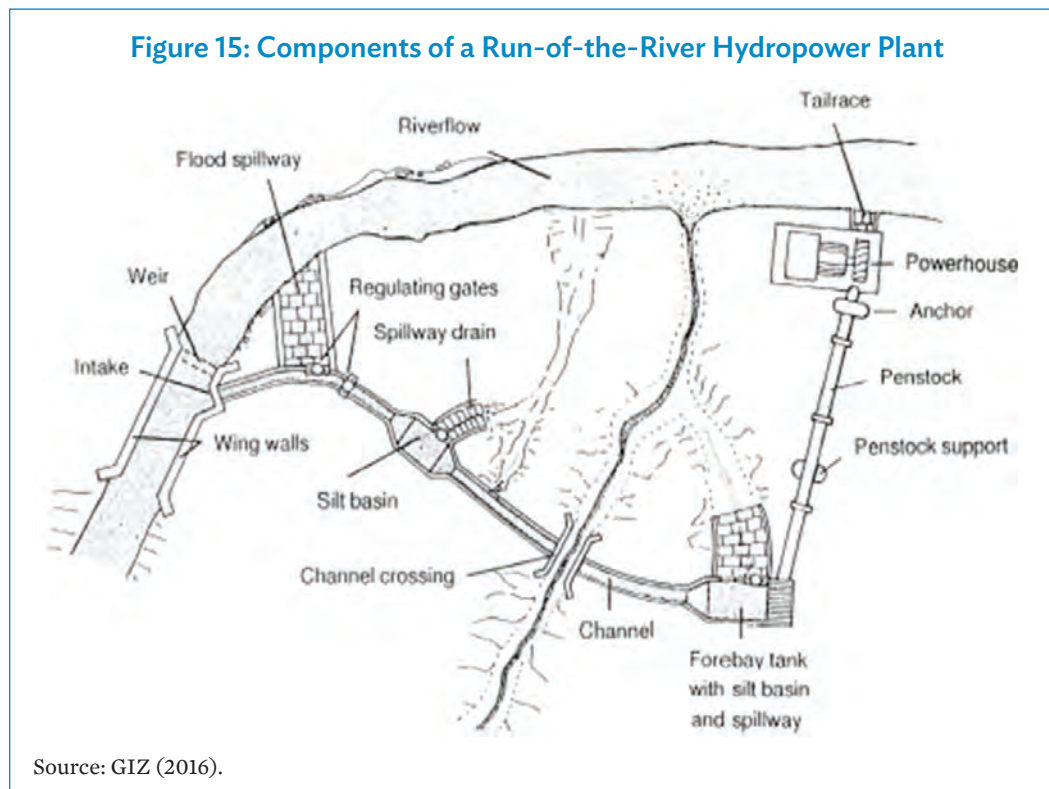 Figure 15: Components of a Run-of-the-River Hydropower Plant
Tailrace
Riverflow
Flood spillway
Weir
Regulating gates
Powerhouse
Spillway drain
Anchor
Intake
Penstock
Wing walls
Penstock support
Silt basin
Channel crossing
Channel
Forebay tank
with silt basin
and spillway
Source: GIZ (2016).